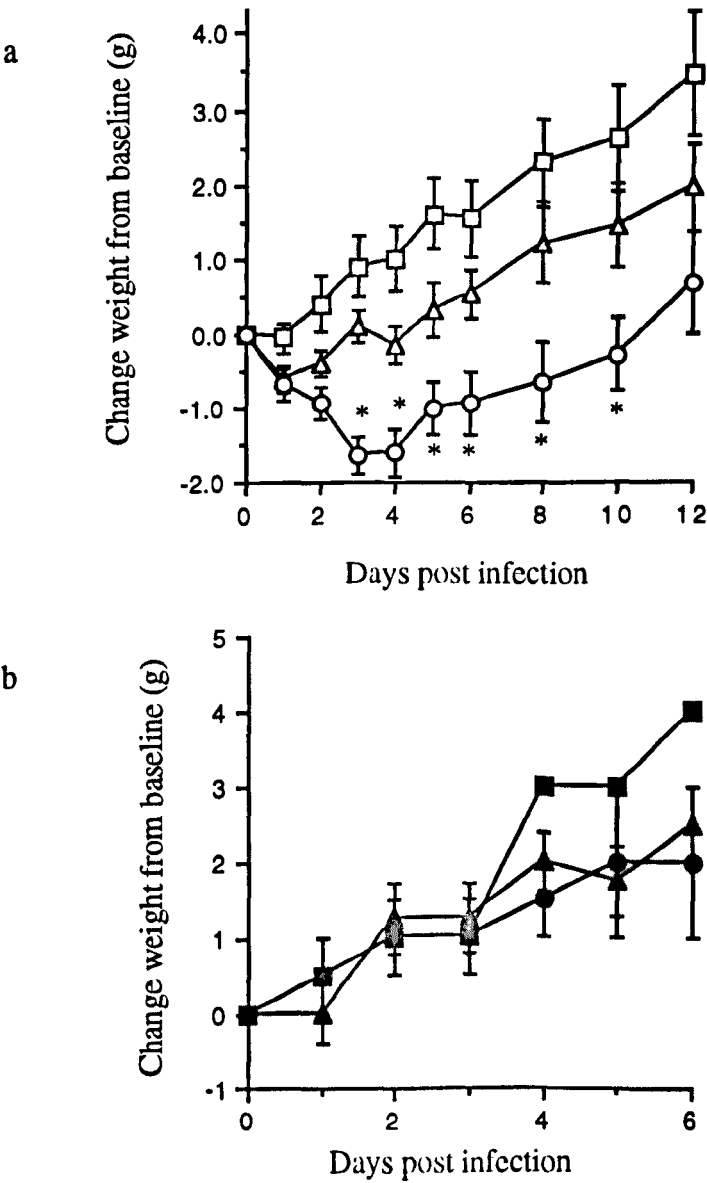 a
Change weight from baseline (g)
4.0
3.0
2.0
1.0
0.0
-1.0
-2.0
* * * * * *
0 2 4 6 8 10 12
Days post infection
b
Change weight from baseline (g)
5
4
3
2
1
0
-1
0 2 4 6
Days post infection